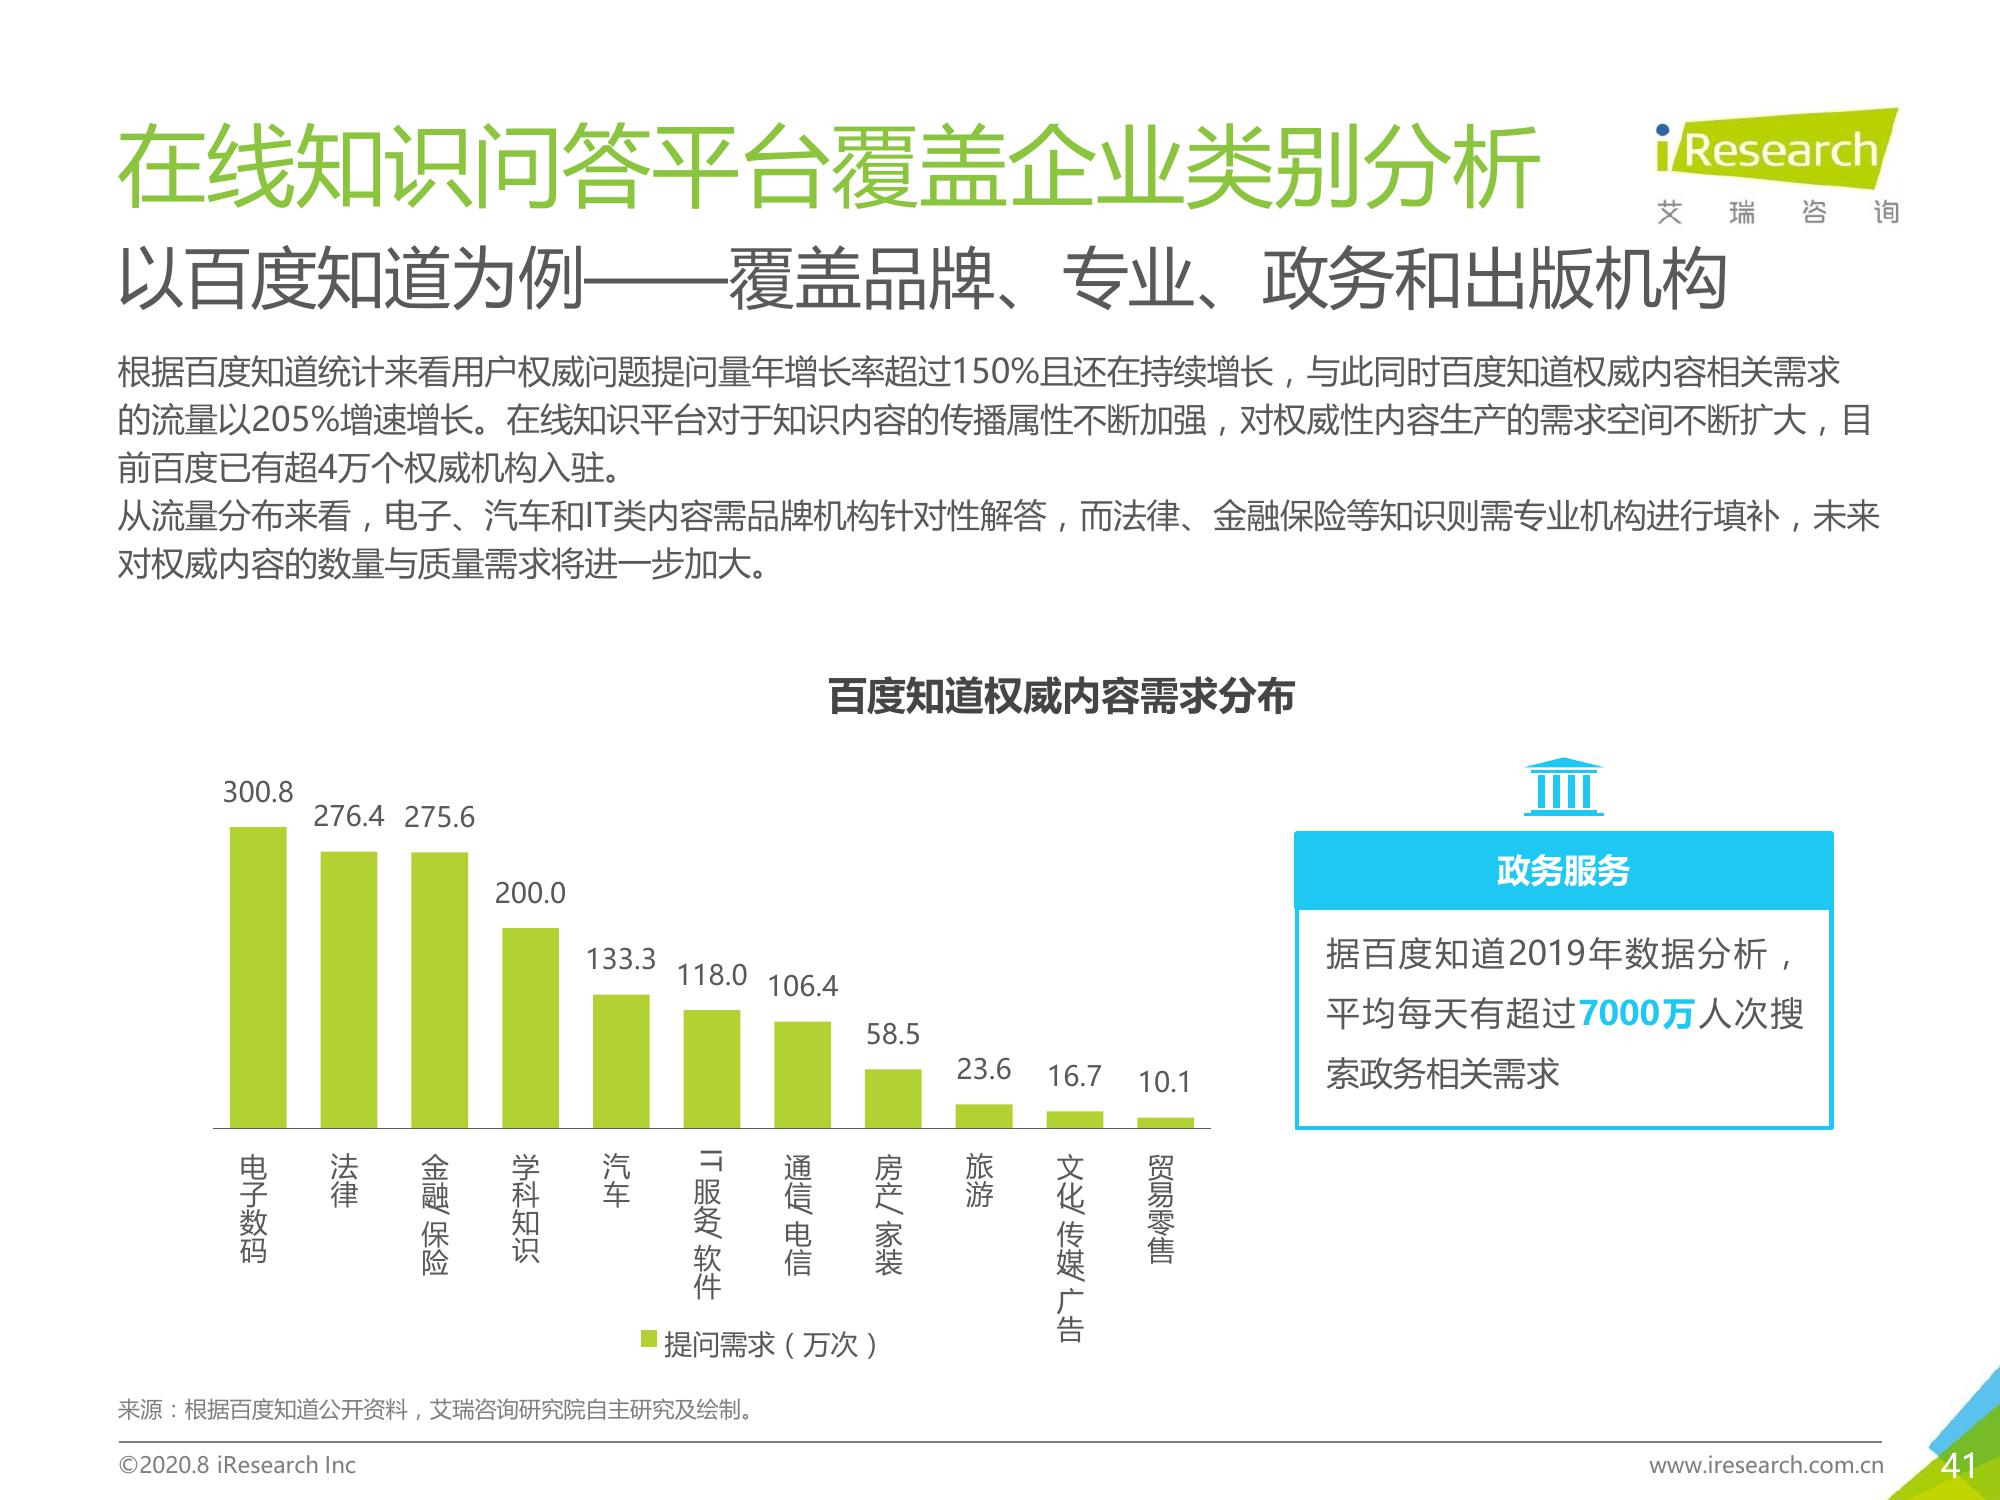 在线知识问答平台覆盖企业类别分析
iResearch
艾瑞咨询
以百度知道为例——覆盖品牌、专业、政务和出版机构
根据百度知道统计来看用户权威问题提问量年增长率超过150%且还在持续增长，与此同时百度知道权威内容相关需求
的流量以205%增速增长。在线知识平台对于知识内容的传播属性不断加强，对权威性内容生产的需求空间不断扩大，目
前百度已有超4万个权威机构入驻。
从流量分布来看，电子、汽车和IT类内容需品牌机构针对性解答，而法律、金融保险等知识则需专业机构进行填补，未来
对权威内容的数量与质量需求将进一步加大。
百度知道权威内容需求分布
300.8
276.4
275.6
200.0
133.3
118.0
106.4
58.5
23.6
16.7
10.1
电子数码
法律
金融/保险
学科知识
汽车
IT服务/软件
通信/电信
房产/家装
旅游
文化/传媒/广告
贸易零售
提问需求（万次）
政务服务
据百度知道2019年数据分析，
平均每天有超过7000万人次搜
索政务相关需求
来源：根据百度知道公开资料，艾瑞咨询研究院自主研究及绘制。
©2020.8 iResearch Inc
www.iresearch.com.cn
41